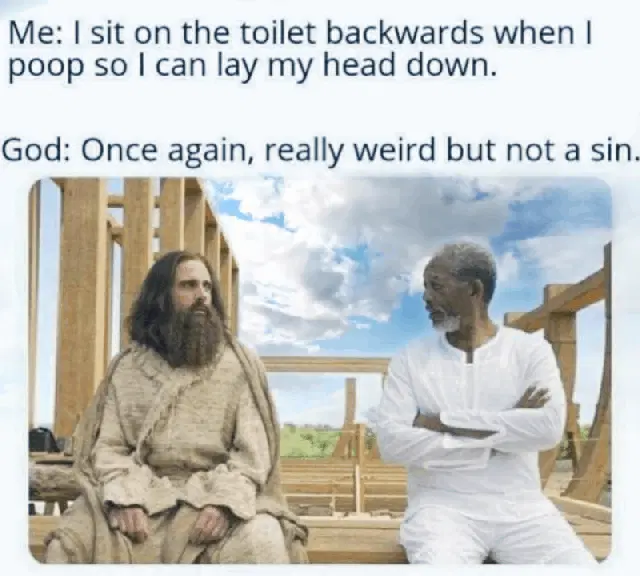 Me: I sit on the toilet backwards when I
poop so I can lay my head down.
God: Once again, really weird but not a sin.